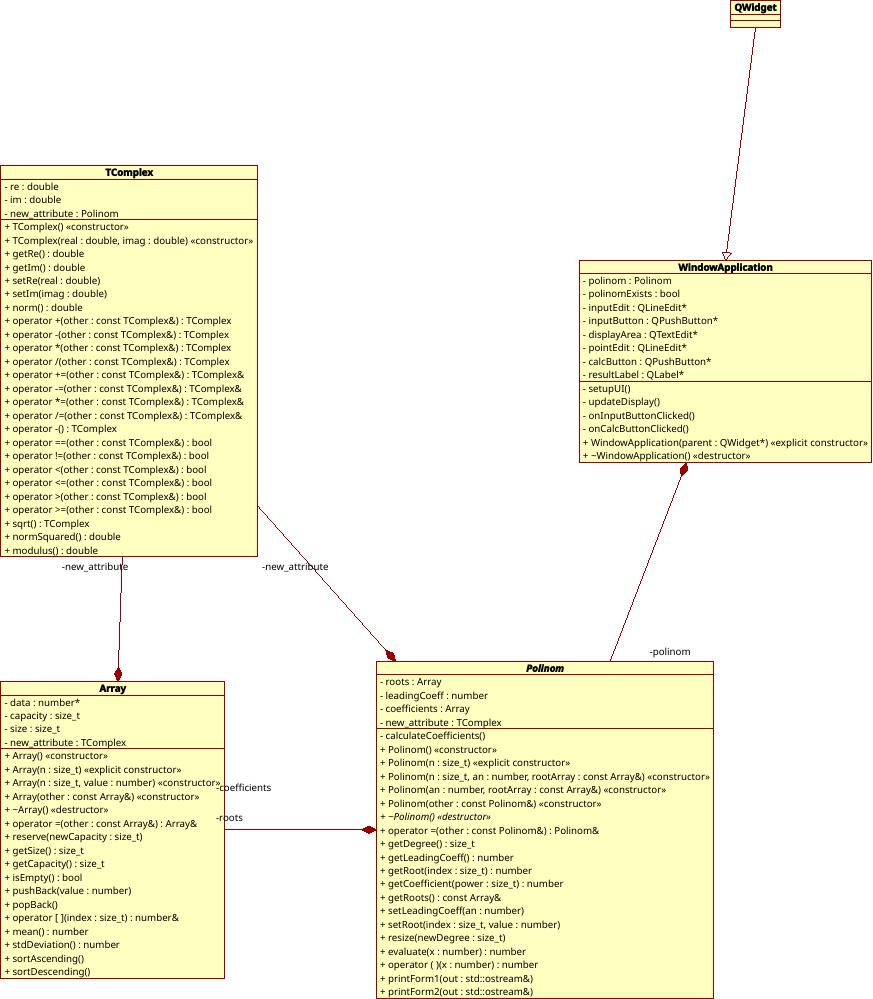 QWidget
TComplex
- re : double
- im : double
- new_attribute : Polinom
+ TComplex() «constructor»
+ TComplex(real : double, imag : double) «constructor»
+ getRe() : double
+ getIm() : double
+ setRe(real : double)
+ setIm(imag : double)
+ norm() : double
+ operator +(other : const TComplex&) : TComplex
+ operator -(other : const TComplex&) : TComplex
+ operator *(other : const TComplex&) : TComplex
+ operator /(other : const TComplex&) : TComplex
+ operator +=(other : const TComplex&) : TComplex&
+ operator -=(other : const TComplex&) : TComplex&
+ operator *=(other : const TComplex&) : TComplex&
+ operator /=(other : const TComplex&) : TComplex&
+ operator -() : TComplex
+ operator ==(other : const TComplex&) : bool
+ operator !=(other : const TComplex&) : bool
+ operator <(other : const TComplex&) : bool
+ operator <=(other : const TComplex&) : bool
+ operator >(other : const TComplex&) : bool
+ operator >=(other : const TComplex&) : bool
+ sqrt() : TComplex
+ normSquared() : double
+ modulus() : double
WindowApplication
- polinom : Polinom
- polinomExists : bool
- inputEdit : QLineEdit*
- inputButton : QPushButton*
- displayArea : QTextEdit*
- pointEdit : QLineEdit*
- calcButton : QPushButton*
- resultLabel : QLabel*
- setupUI()
- updateDisplay()
- onInputButtonClicked()
- onCalcButtonClicked()
+ WindowApplication(parent : QWidget*) «explicit constructor»
+ ~WindowApplication() «destructor»
-new_attribute
-new_attribute
-polinom
Array
- data : number*
- capacity : size_t
- size : size_t
- new_attribute : TComplex
+ Array() «constructor»
+ Array(n : size_t) «explicit constructor»
+ Array(n : size_t, value : number) «constructor»
+ Array(other : const Array&) «constructor»
+ ~Array() «destructor»
+ operator =(other : const Array&) : Array&
+ reserve(newCapacity : size_t)
+ getSize() : size_t
+ getCapacity() : size_t
+ isEmpty() : bool
+ pushBack(value : number)
+ popBack()
+ operator [ ](index : size_t) : number&
+ mean() : number
+ stdDeviation() : number
+ sortAscending()
+ sortDescending()
-coefficients
-roots
Polinom
- roots : Array
- leadingCoeff : number
- coefficients : Array
- new_attribute : TComplex
- calculateCoefficients()
+ Polinom() «constructor»
+ Polinom(n : size_t) «explicit constructor»
+ Polinom(n : size_t, an : number, rootArray : const Array&) «constructor»
+ Polinom(an : number, rootArray : const Array&) «constructor»
+ Polinom(other : const Polinom&) «constructor»
+ ~Polinom() «destructor»
+ operator =(other : const Polinom&) : Polinom&
+ getDegree() : size_t
+ getLeadingCoeff() : number
+ getRoot(index : size_t) : number
+ getCoefficient(power : size_t) : number
+ getRoots() : const Array&
+ setLeadingCoeff(an : number)
+ setRoot(index : size_t, value : number)
+ resize(newDegree : size_t)
+ evaluate(x : number) : number
+ operator ( )(x : number) : number
+ printForm1(out : std::ostream&)
+ printForm2(out : std::ostream&)